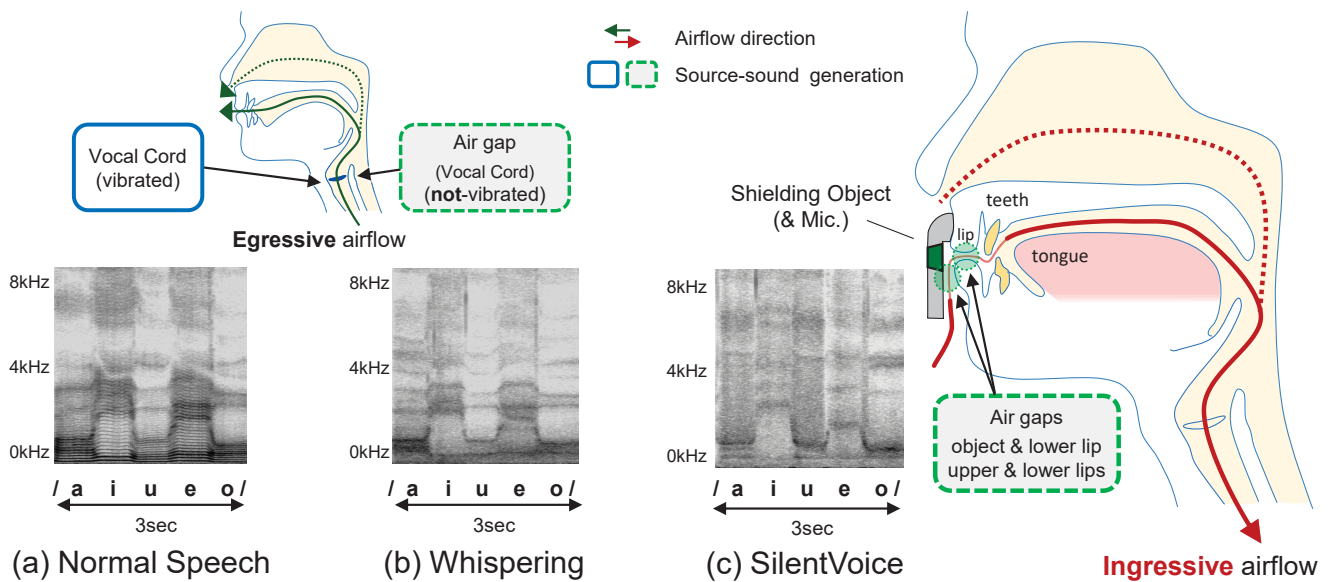 Airflow direction
Source-sound generation
Vocal Cord
(vibrated)
Air gap
(Vocal Cord)
(not-vibrated)
Egressive airflow
8kHz
4kHz
0kHz
/ a i u e o /
3sec
(a) Normal Speech
8kHz
4kHz
0kHz
/ a i u e o /
3sec
(b) Whispering
Shielding Object
(& Mic.)
teeth
lip
tongue
8kHz
4kHz
0kHz
/ a i u e o /
3sec
(c) SilentVoice
Air gaps
object & lower lip
upper & lower lips
Ingressive airflow